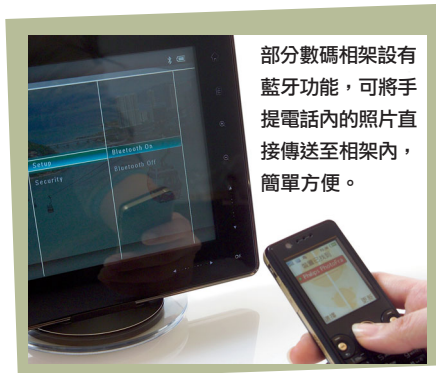 部分數碼相架設有
藍牙功能，可將手
提電話內的照片直
接傳送至相架內，
簡單方便。
Setup
Bluetooth On
Security
Bluetooth Off
OK